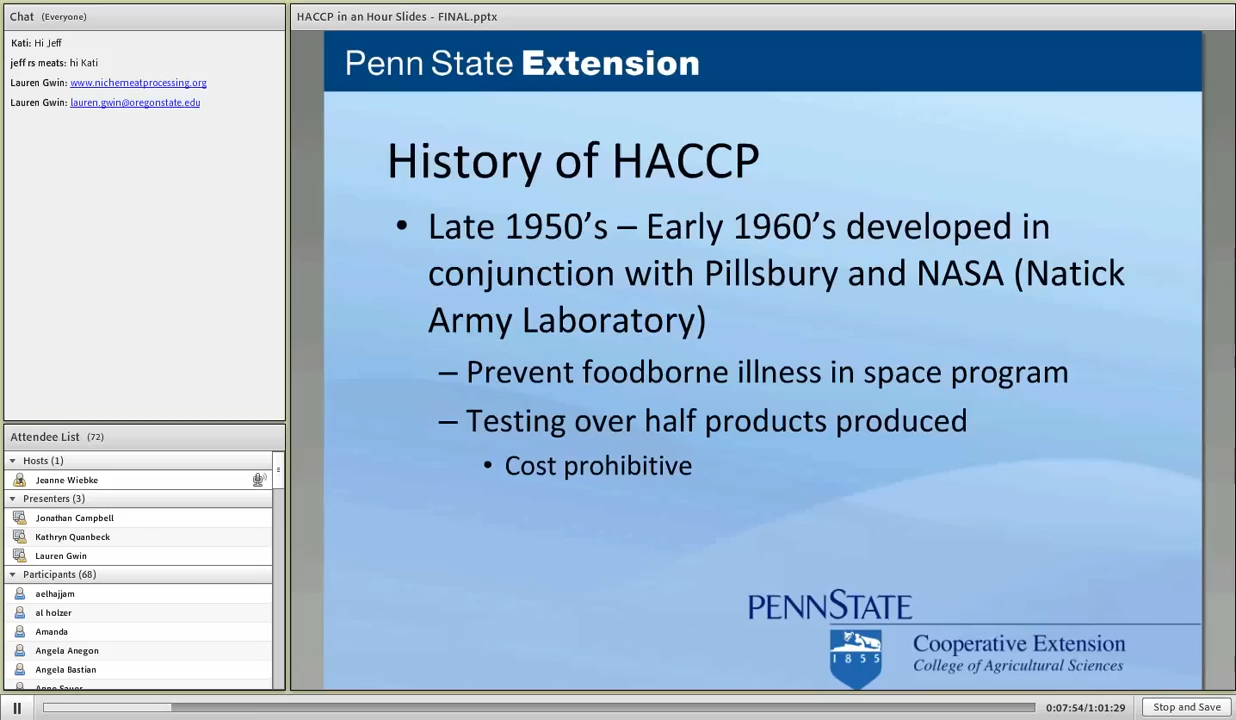 Chat (Everyone)
Kati: Hi Jeff
jeff rs meats: hi Kati
Lauren Gwin: www.nichemeatprocessing.org
Lauren Gwin: lauren.gwin@oregonstate.edu
Attendee List (72)
Hosts (1)
Jeanne Wiebke
Presenters (3)
Jonathan Campbell
Kathryn Quanbeck
Lauren Gwin
Participants (68)
aelhajjam
al holzer
Amanda
Angela Anegon
Angela Bastian
Anne Sauer
HACCP in an Hour Slides - FINAL.pptx
Penn State Extension
History of HACCP
• Late 1950’s – Early 1960’s developed in
conjunction with Pillsbury and NASA (Natick
Army Laboratory)
– Prevent foodborne illness in space program
– Testing over half products produced
• Cost prohibitive
PENNSTATE
1855
Cooperative Extension
College of Agricultural Sciences
0:07:54/1:01:29
Stop and Save